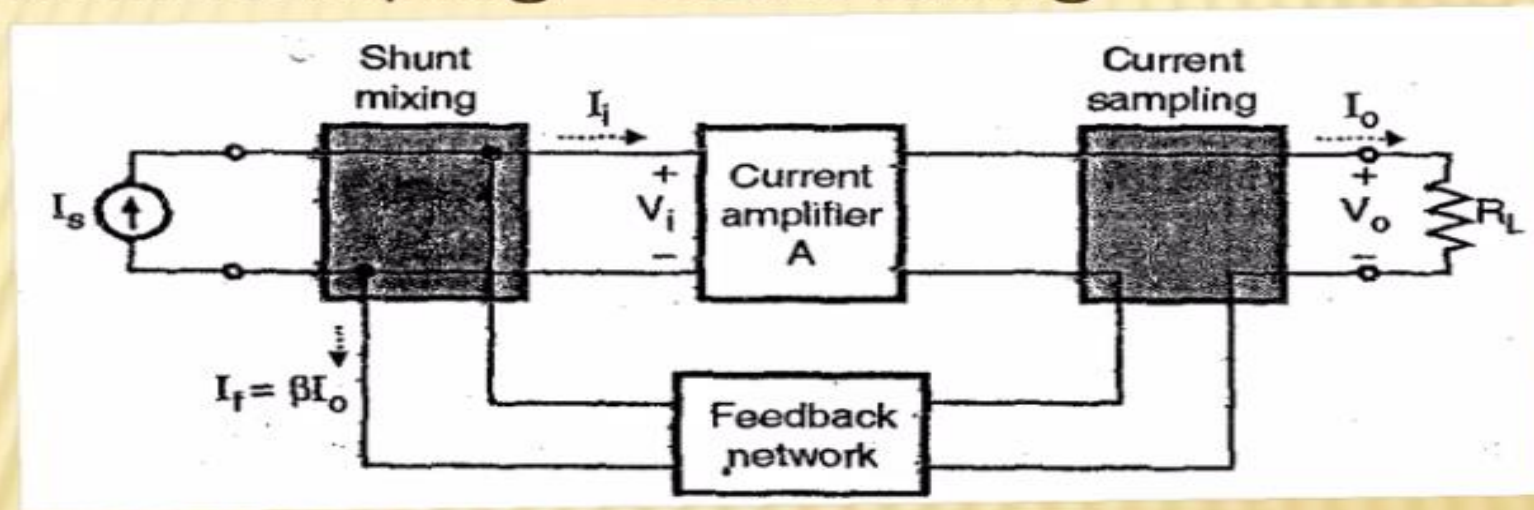 Shunt
mixing
Current
sampling
I_i
I_o
I_s
+
V_i
−
Current
amplifier
A
+
V_o
−
R_L
I_f = βI_o
Feedback
network